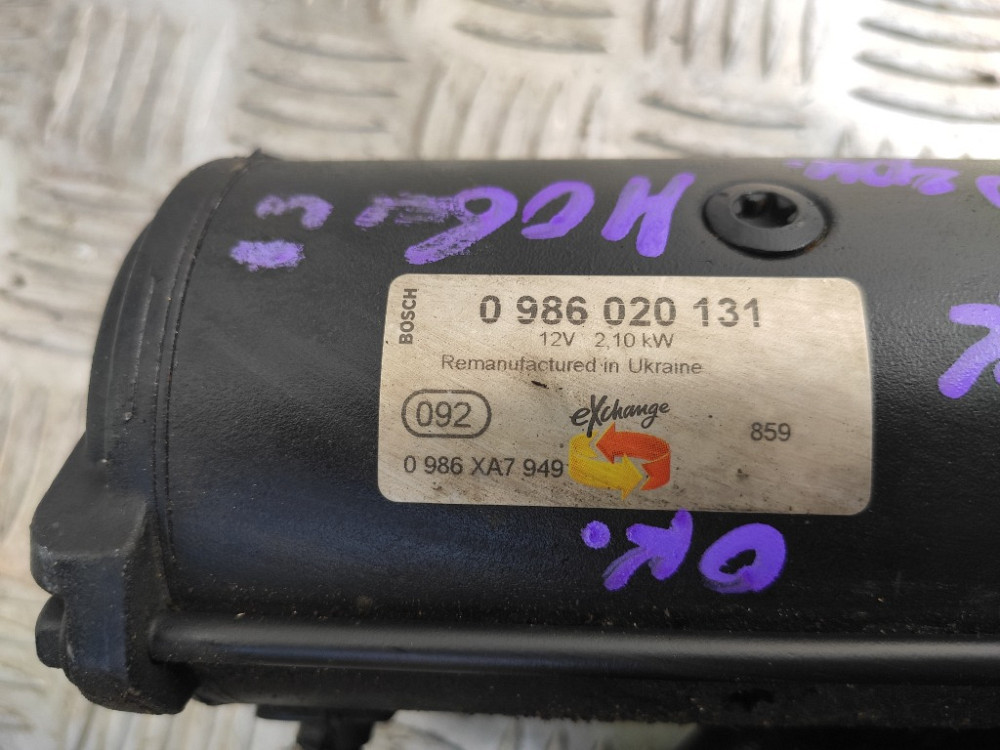 BOSCH
0 986 020 131
12V 2,10 kW
Remanufactured in Ukraine
092
eXchange
859
0 986 XA7 949
OK.